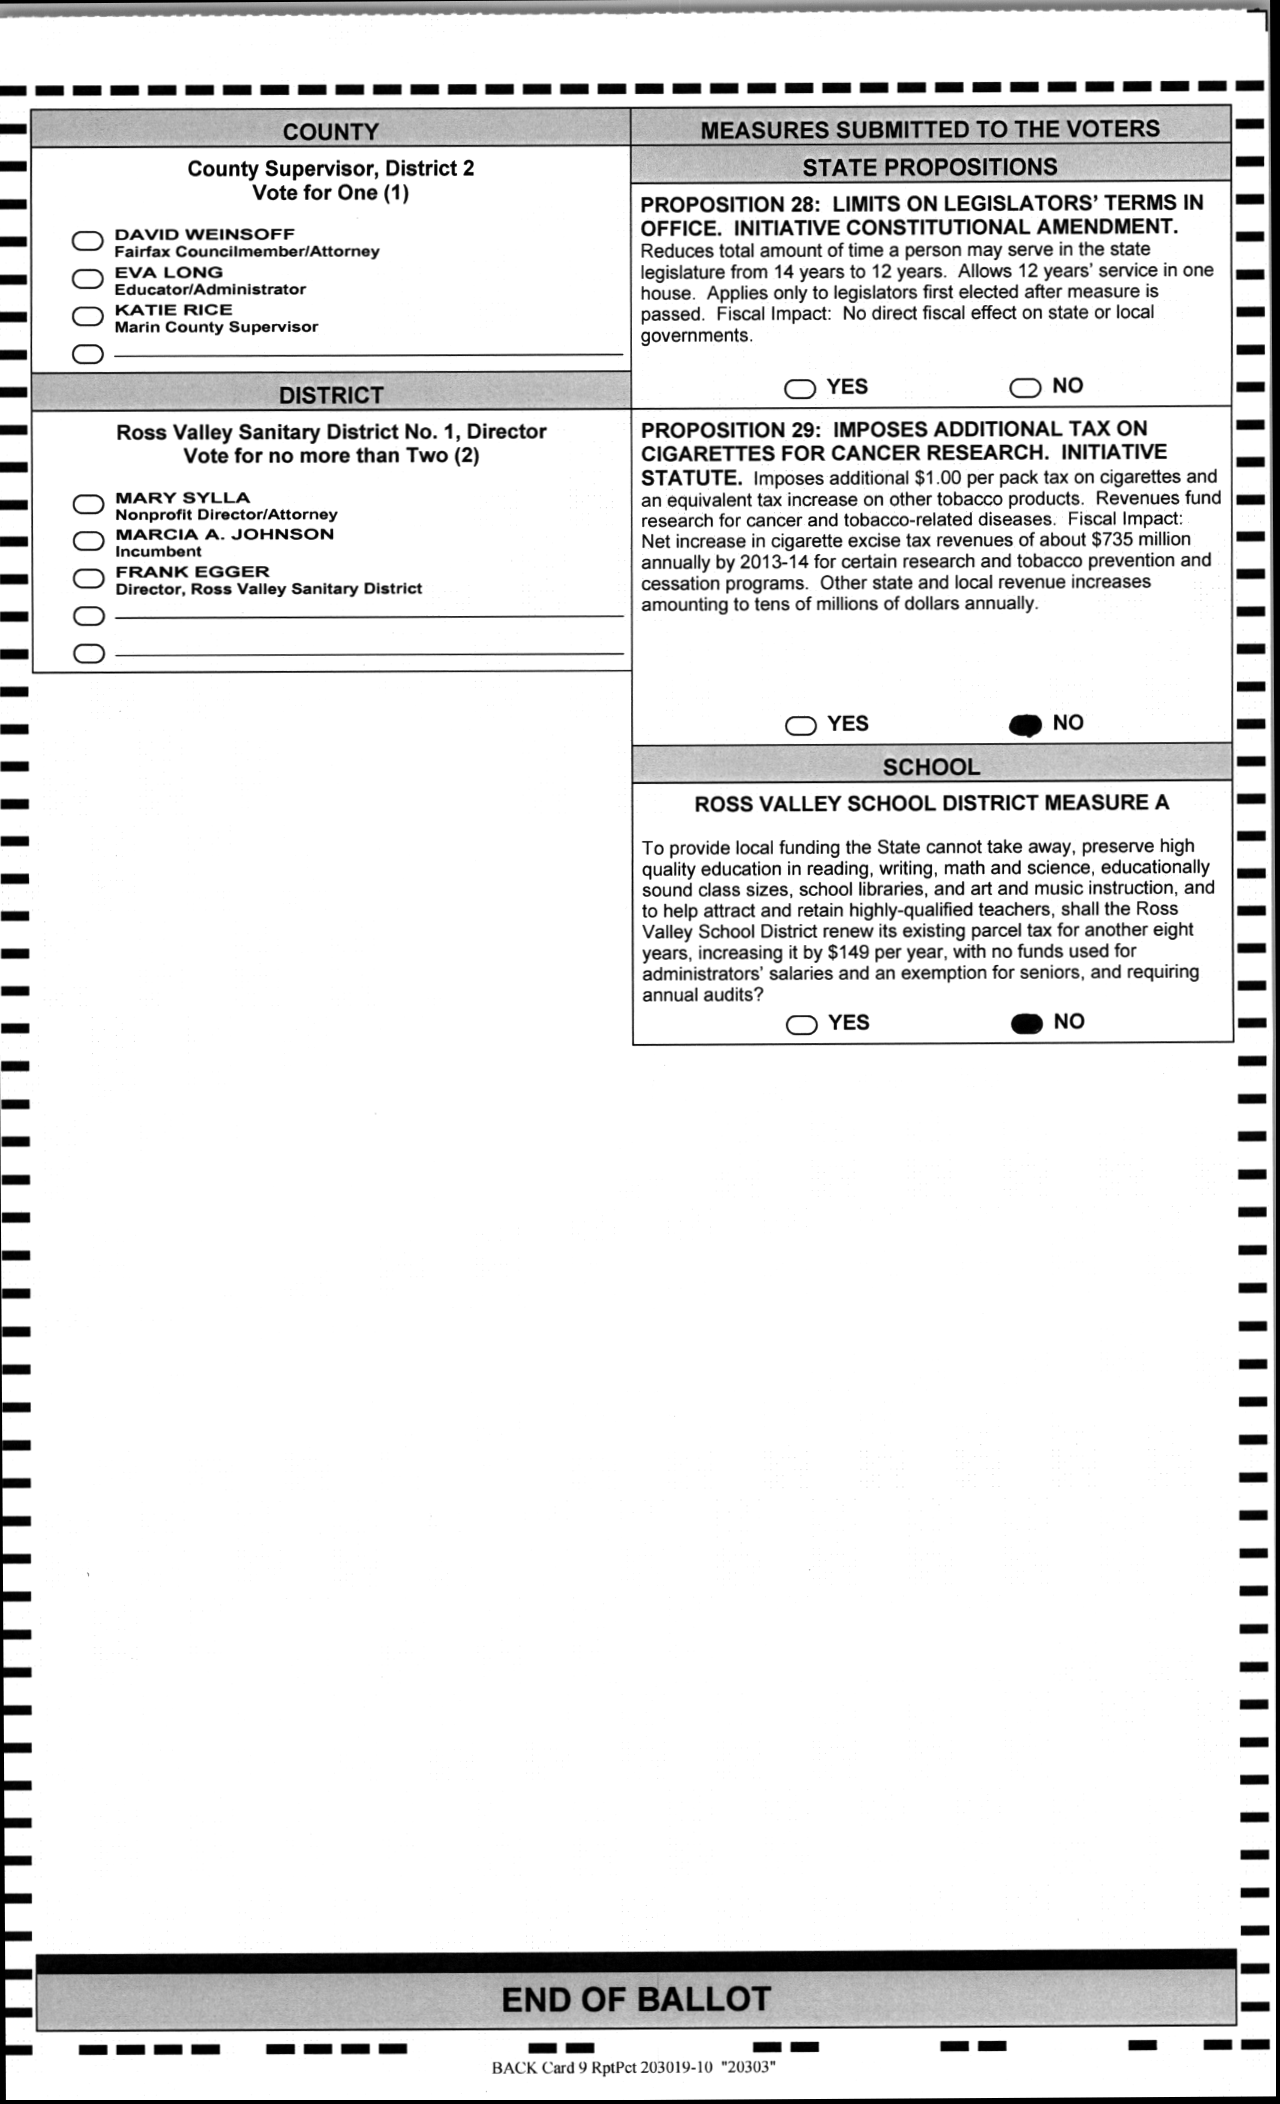 COUNTY
County Supervisor, District 2
Vote for One (1)
DAVID WEINSOFF
Fairfax Councilmember/Attorney
EVA LONG
Educator/Administrator
KATIE RICE
Marin County Supervisor
DISTRICT
Ross Valley Sanitary District No. 1, Director
Vote for no more than Two (2)
MARY SYLLA
Nonprofit Director/Attorney
MARCIA A. JOHNSON
Incumbent
FRANK EGGER
Director, Ross Valley Sanitary District
MEASURES SUBMITTED TO THE VOTERS
STATE PROPOSITIONS
PROPOSITION 28: LIMITS ON LEGISLATORS' TERMS IN
OFFICE. INITIATIVE CONSTITUTIONAL AMENDMENT.
Reduces total amount of time a person may serve in the state
legislature from 14 years to 12 years. Allows 12 years' service in one
house. Applies only to legislators first elected after measure is
passed. Fiscal Impact: No direct fiscal effect on state or local
governments.
YES NO
PROPOSITION 29: IMPOSES ADDITIONAL TAX ON
CIGARETTES FOR CANCER RESEARCH. INITIATIVE
STATUTE. Imposes additional $1.00 per pack tax on cigarettes and
an equivalent tax increase on other tobacco products. Revenues fund
research for cancer and tobacco-related diseases. Fiscal Impact:
Net increase in cigarette excise tax revenues of about $735 million
annually by 2013-14 for certain research and tobacco prevention and
cessation programs. Other state and local revenue increases
amounting to tens of millions of dollars annually.
YES NO
SCHOOL
ROSS VALLEY SCHOOL DISTRICT MEASURE A
To provide local funding the State cannot take away, preserve high
quality education in reading, writing, math and science, educationally
sound class sizes, school libraries, and art and music instruction, and
to help attract and retain highly-qualified teachers, shall the Ross
Valley School District renew its existing parcel tax for another eight
years, increasing it by $149 per year, with no funds used for
administrators' salaries and an exemption for seniors, and requiring
annual audits?
YES NO
END OF BALLOT
BACK Card 9 RptPct 203019-10 "20303"